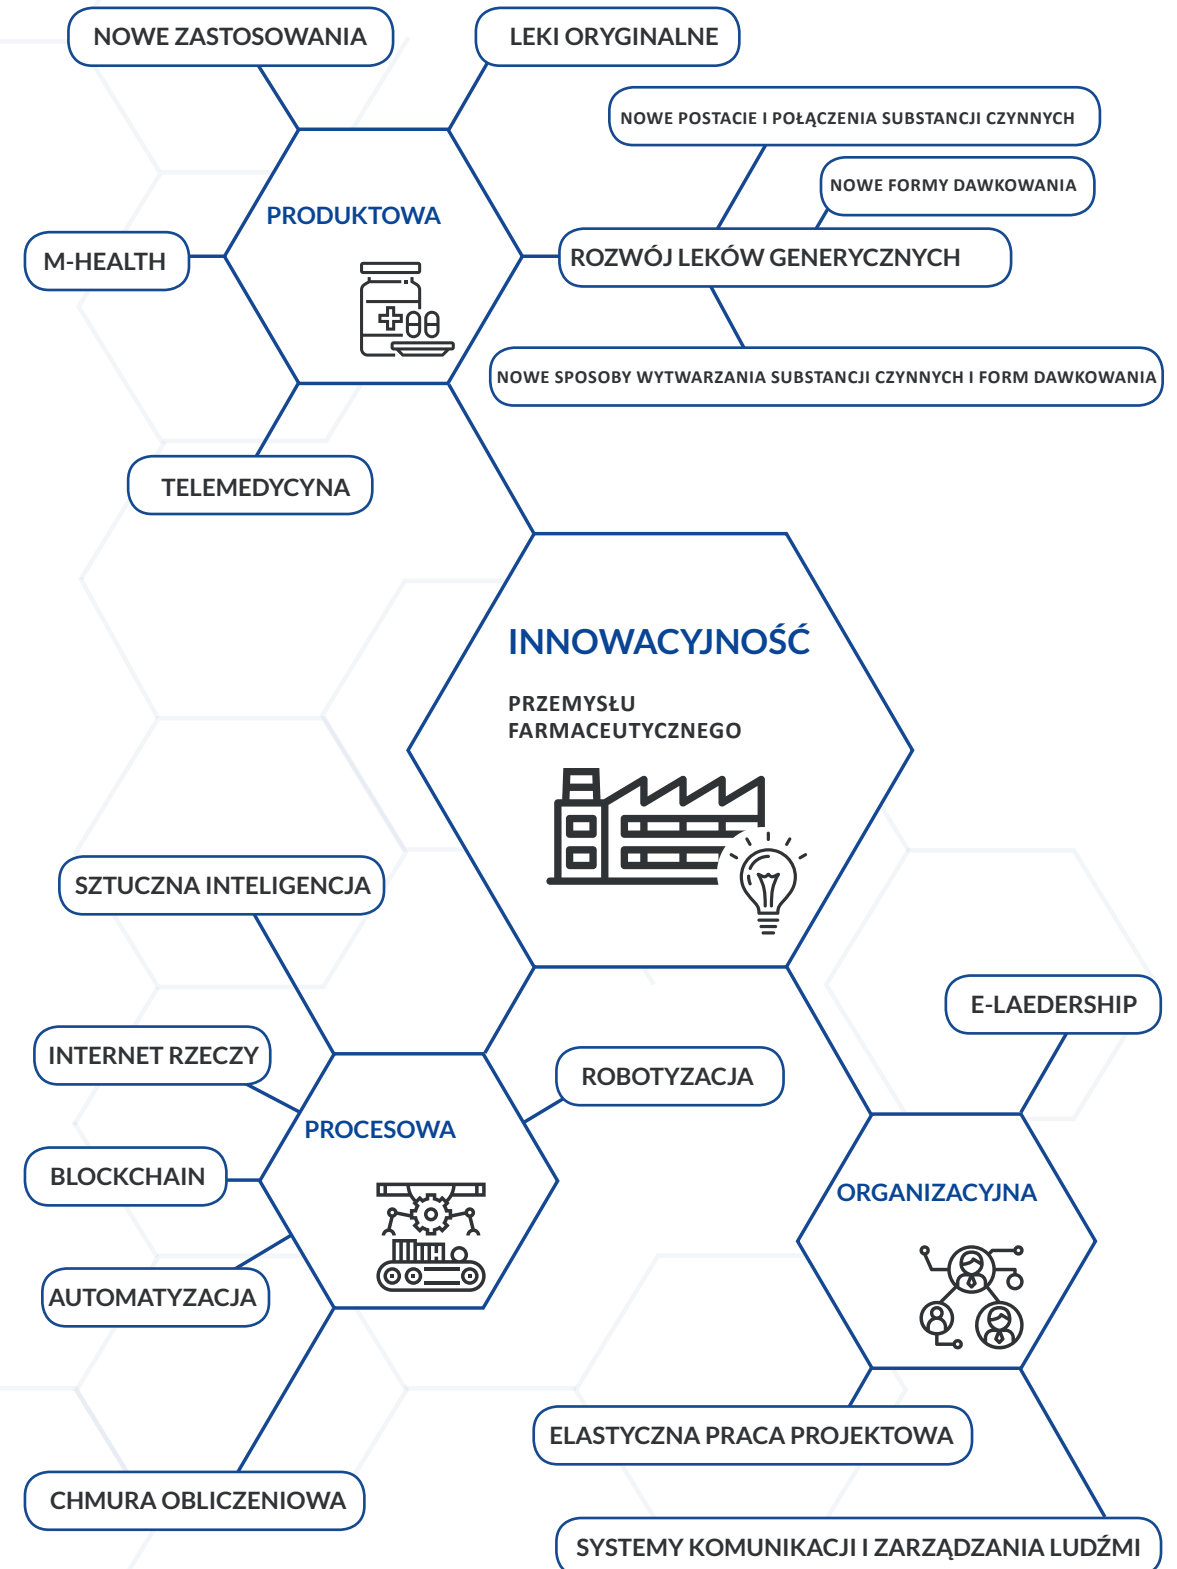 NOWE ZASTOSOWANIA
LEKI ORYGINALNE
NOWE POSTACIE I POŁĄCZENIA SUBSTANCJI CZYNNYCH
NOWE FORMY DAWKOWANIA
PRODUKTOWA
M-HEALTH
ROZWÓJ LEKÓW GENERYCZNYCH
NOWE SPOSOBY WYTWARZANIA SUBSTANCJI CZYNNYCH I FORM DAWKOWANIA
TELEMEDYCYNA
INNOWACYJNOŚĆ
PRZEMYSŁU
FARMACEUTYCZNEGO
SZTUCZNA INTELIGENCJA
E-LAEDERSHIP
INTERNET RZECZY
ROBOTYZACJA
PROCESOWA
BLOCKCHAIN
ORGANIZACYJNA
AUTOMATYZACJA
ELASTYCZNA PRACA PROJEKTOWA
CHMURA OBLICZENIOWA
SYSTEMY KOMUNIKACJI I ZARZĄDZANIA LUDŹMI